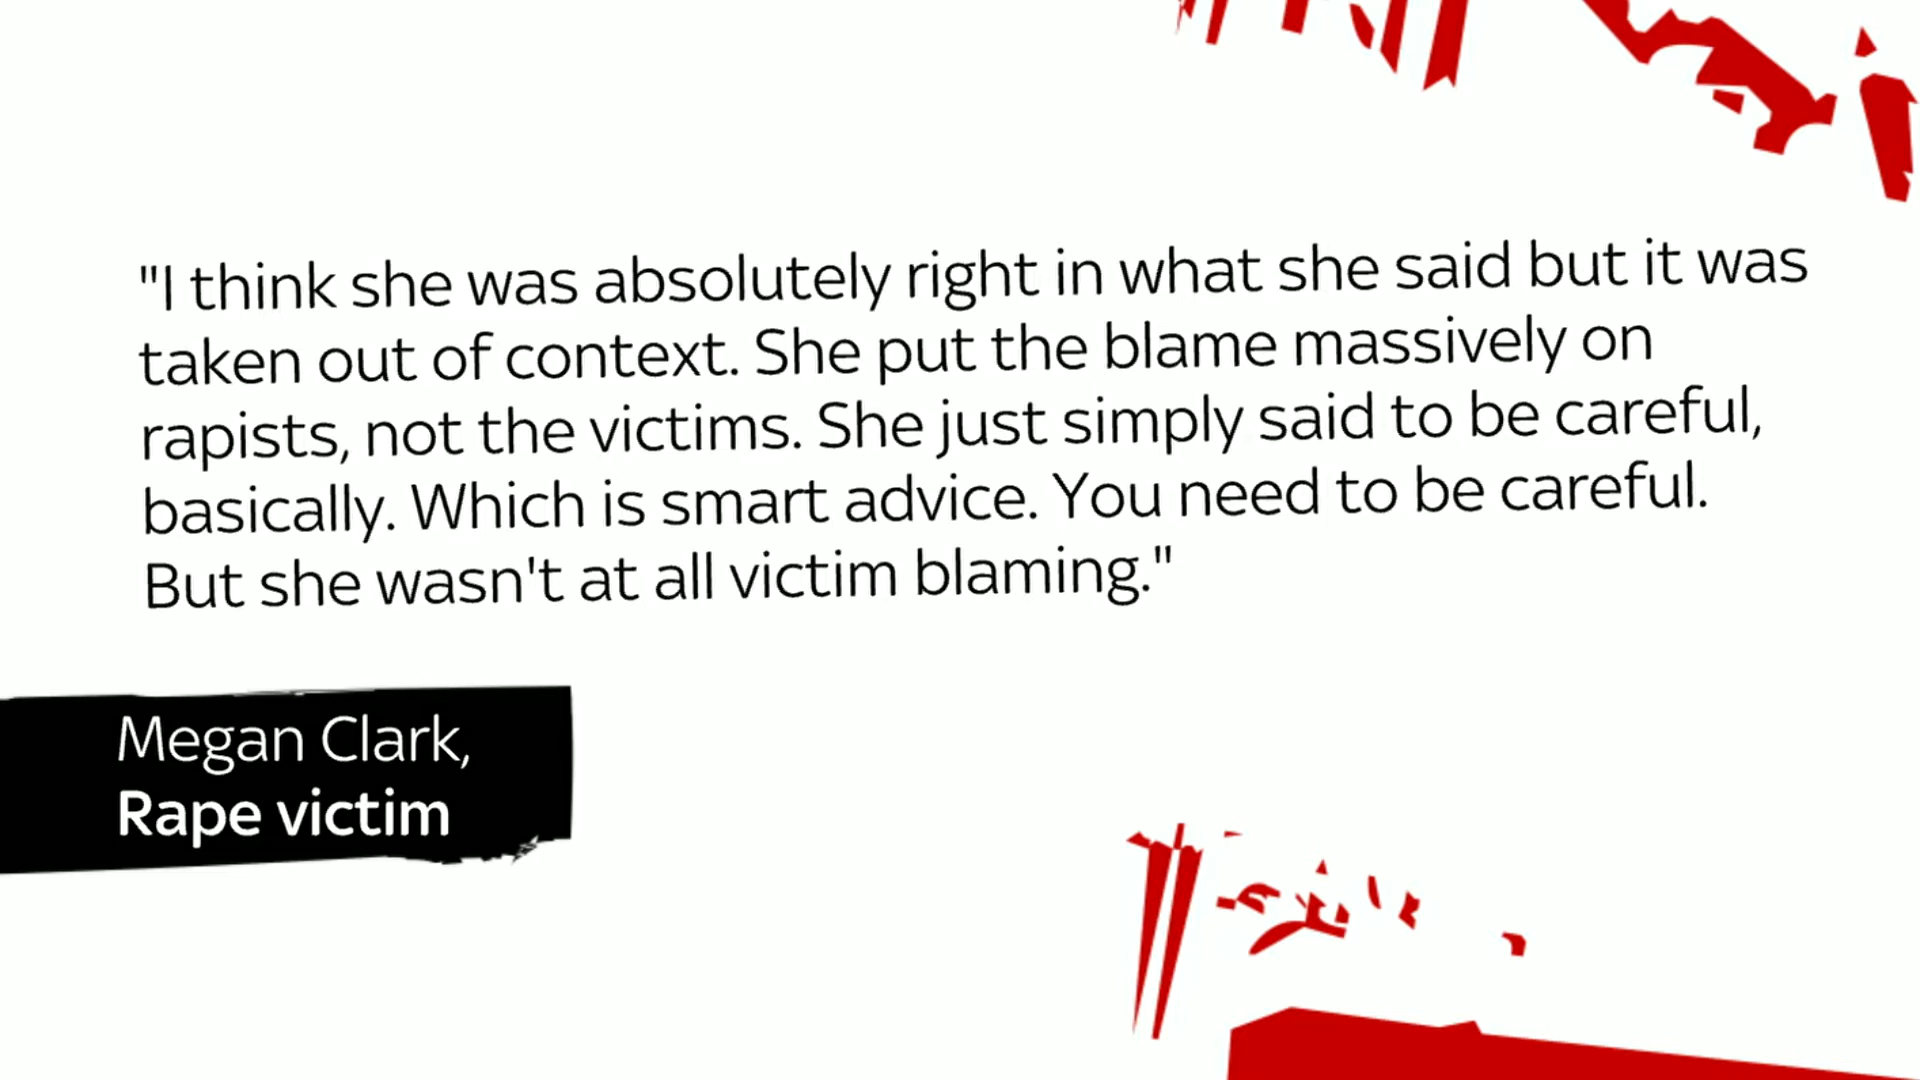 "I think she was absolutely right in what she said but it was
taken out of context. She put the blame massively on
rapists, not the victims. She just simply said to be careful,
basically. Which is smart advice. You need to be careful.
But she wasn't at all victim blaming."
Megan Clark,
Rape victim